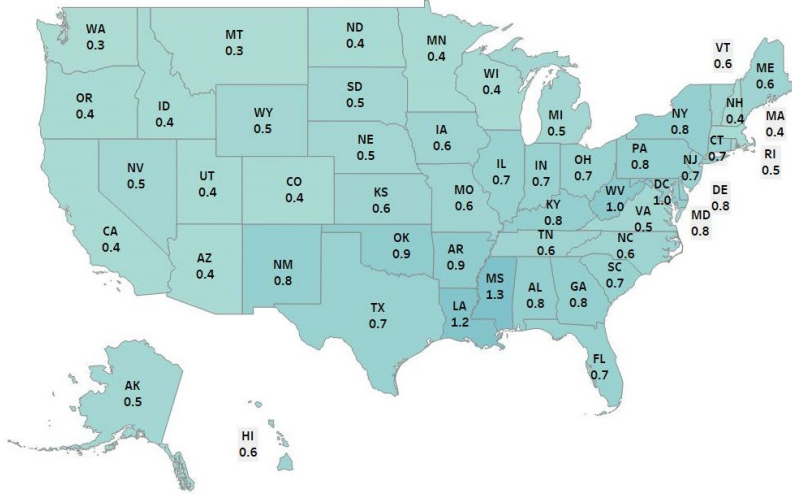 WA
0.3
MT
0.3
ND
0.4
MN
0.4
OR
0.4
ID
0.4
WY
0.5
SD
0.5
WI
0.4
MI
0.5
VT
0.6
ME
0.6
NH
0.4
MA
0.4
NY
0.8
CT
0.7
RI
0.5
NV
0.5
UT
0.4
CO
0.4
NE
0.5
IA
0.6
IL
0.7
IN
0.7
OH
0.7
PA
0.8
NJ
0.7
DE
0.8
MD
0.8
DC
1.0
WV
1.0
VA
0.5
CA
0.4
AZ
0.4
NM
0.8
KS
0.6
MO
0.6
KY
0.8
TN
0.6
NC
0.6
SC
0.7
OK
0.9
AR
0.9
TX
0.7
LA
1.2
MS
1.3
AL
0.8
GA
0.8
FL
0.7
AK
0.5
HI
0.6